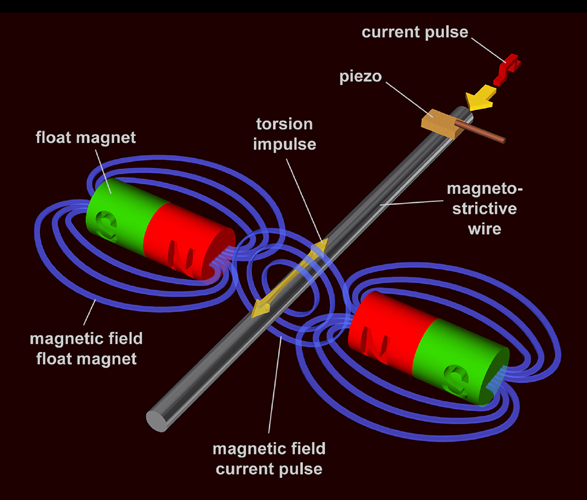 current pulse
piezo
torsion
impulse
float magnet
magneto-
strictive
wire
S
N
N
S
magnetic field
float magnet
magnetic field
current pulse